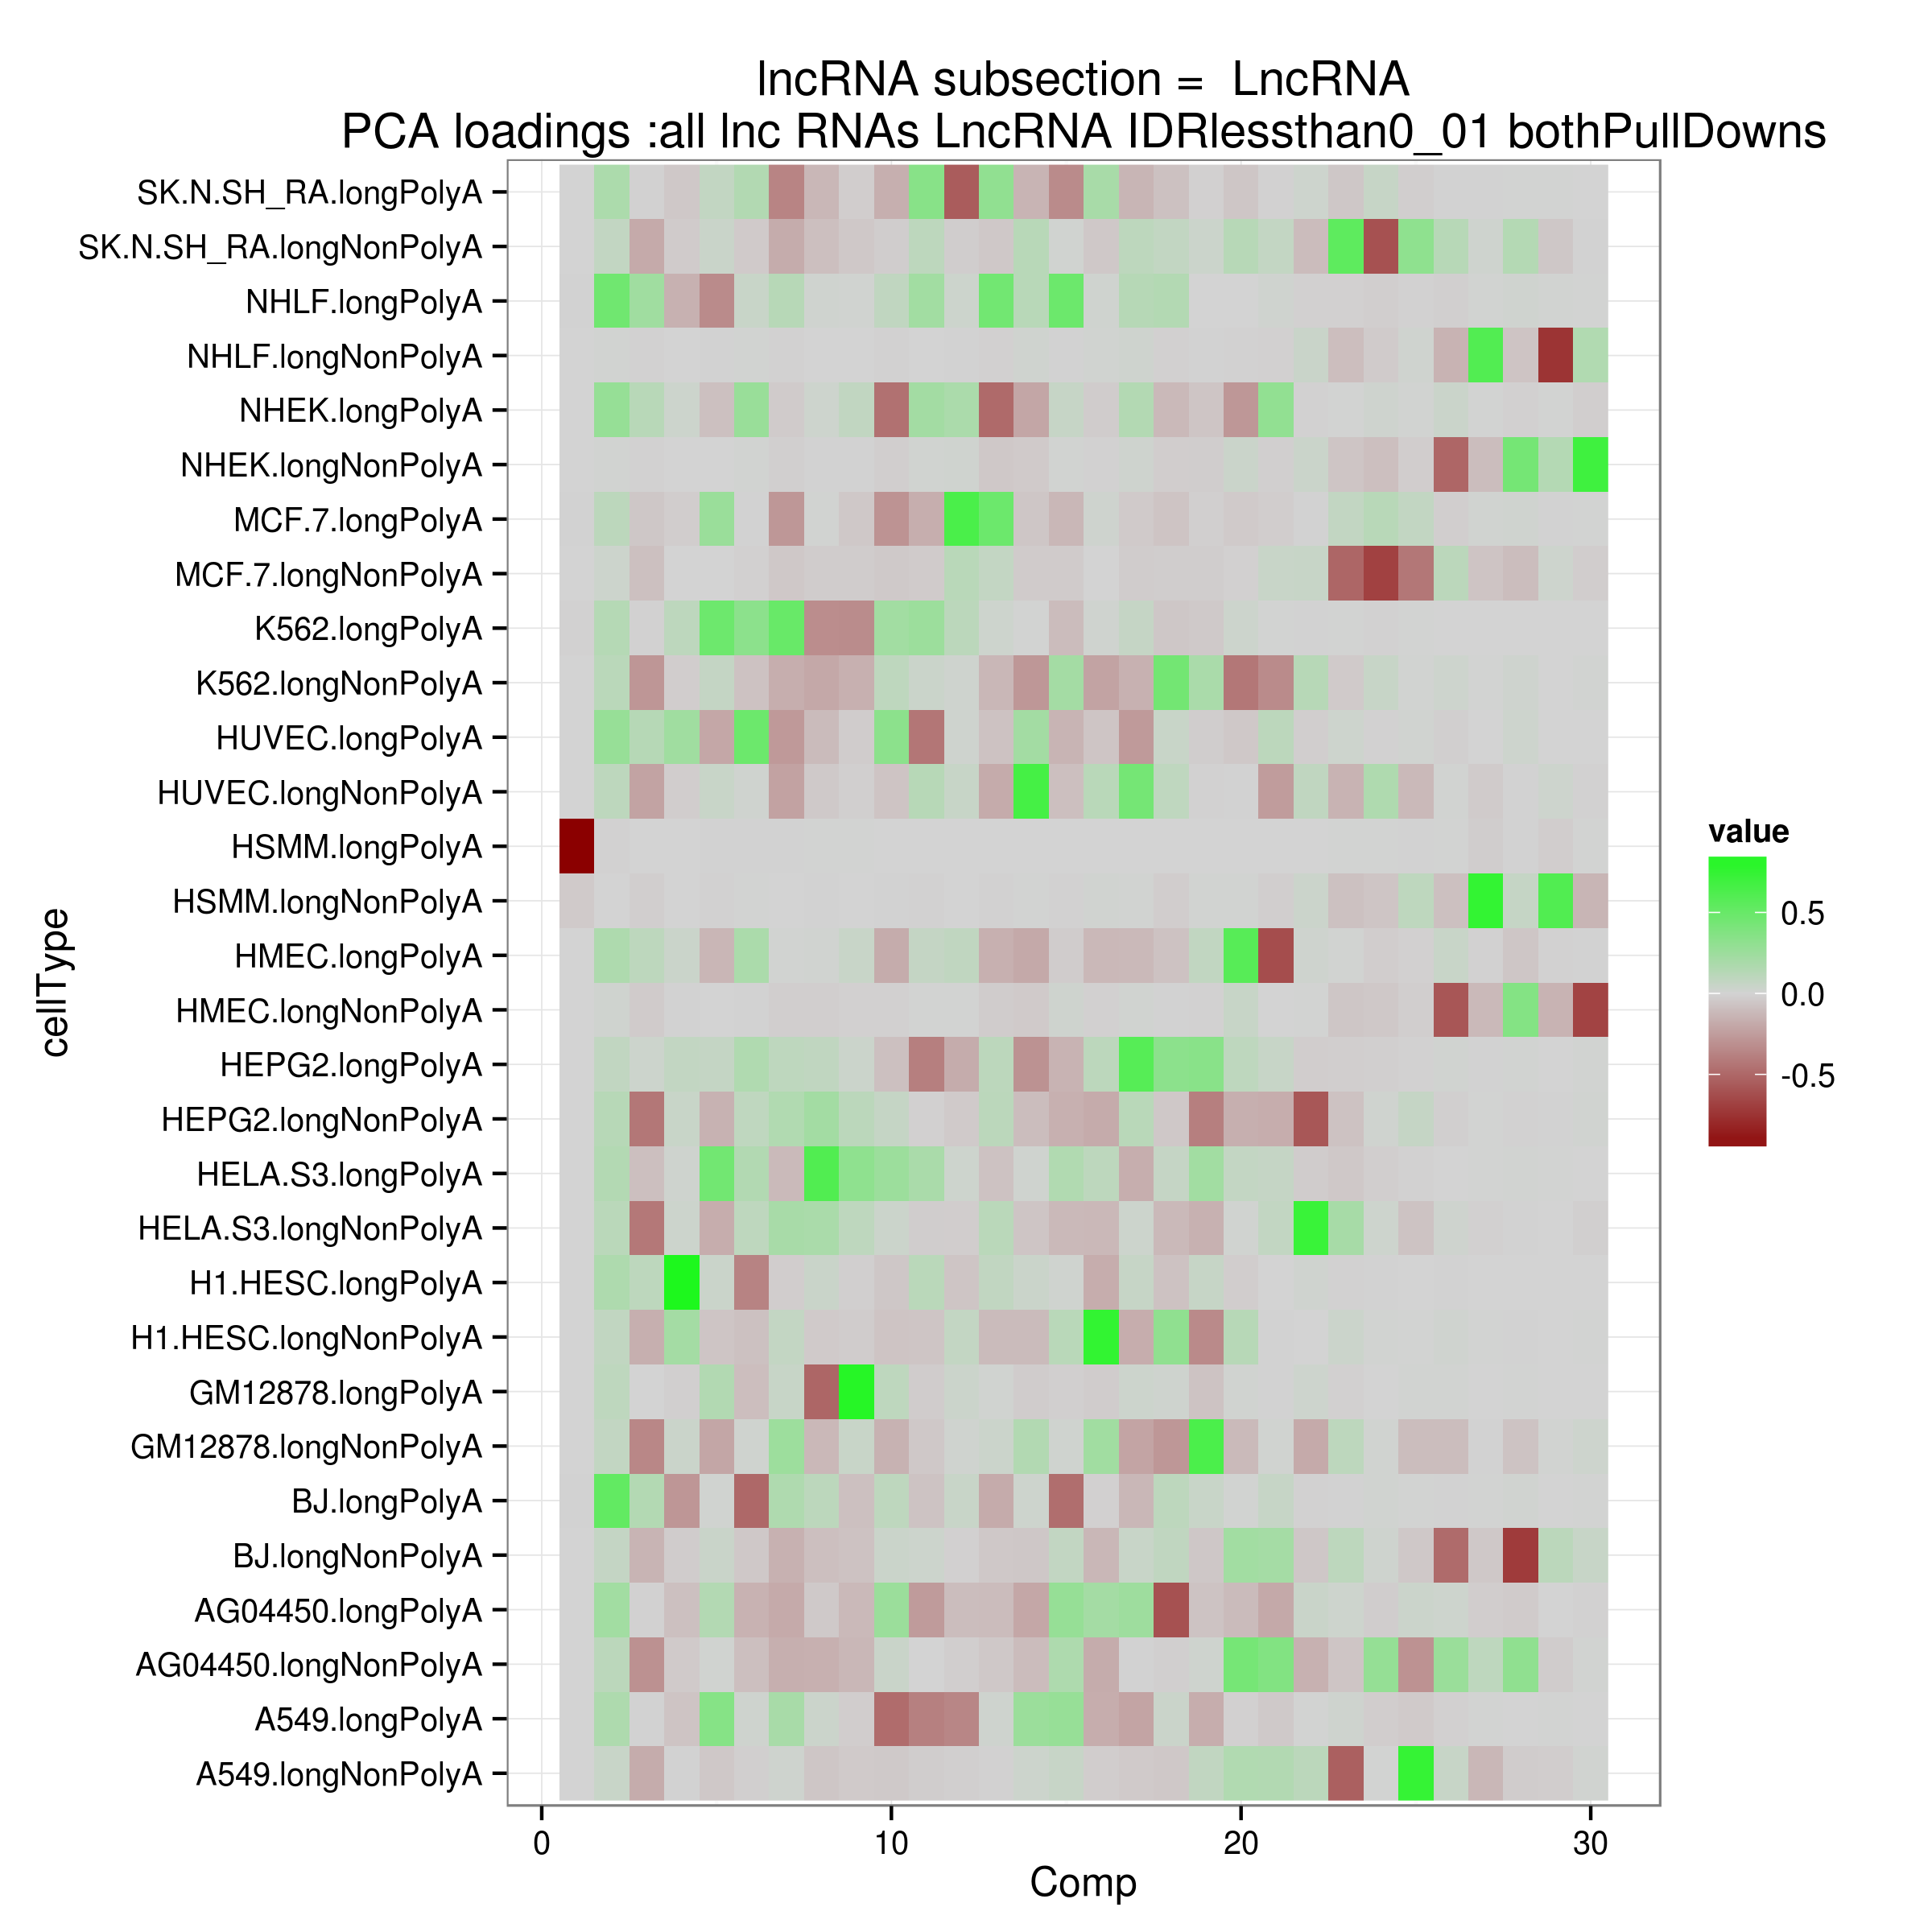 lncRNA subsection =  LncRNA
PCA loadings :all lnc RNAs LncRNA IDRlessthan0_01 bothPullDowns
SK.N.SH_RA.longPolyA
SK.N.SH_RA.longNonPolyA
NHLF.longPolyA
NHLF.longNonPolyA
NHEK.longPolyA
NHEK.longNonPolyA
MCF.7.longPolyA
MCF.7.longNonPolyA
K562.longPolyA
K562.longNonPolyA
HUVEC.longPolyA
HUVEC.longNonPolyA
HSMM.longPolyA
HSMM.longNonPolyA
HMEC.longPolyA
HMEC.longNonPolyA
HEPG2.longPolyA
HEPG2.longNonPolyA
HELA.S3.longPolyA
HELA.S3.longNonPolyA
H1.HESC.longPolyA
H1.HESC.longNonPolyA
GM12878.longPolyA
GM12878.longNonPolyA
BJ.longPolyA
BJ.longNonPolyA
AG04450.longPolyA
AG04450.longNonPolyA
A549.longPolyA
A549.longNonPolyA
cellType
0 10 20 30
Comp
value
0.5
0.0
-0.5